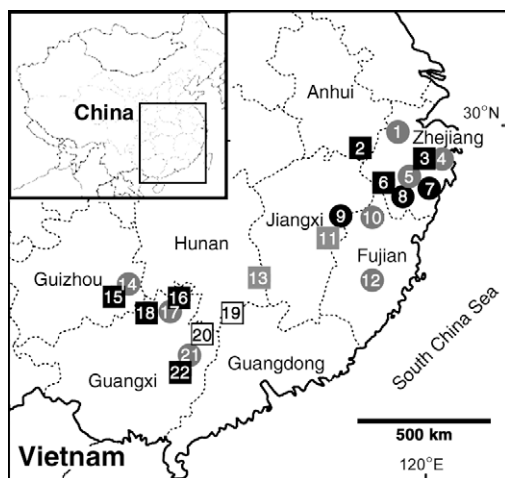 China
Anhui
30°N
1
Zhejiang
2
3
4
5
6
7
8
Jiangxi
9
10
11
Hunan
Fujian
12
13
Guizhou
14
15
16
17
18
19
20
21
Guangxi
22
Guangdong
South China Sea
500 km
Vietnam
120°E